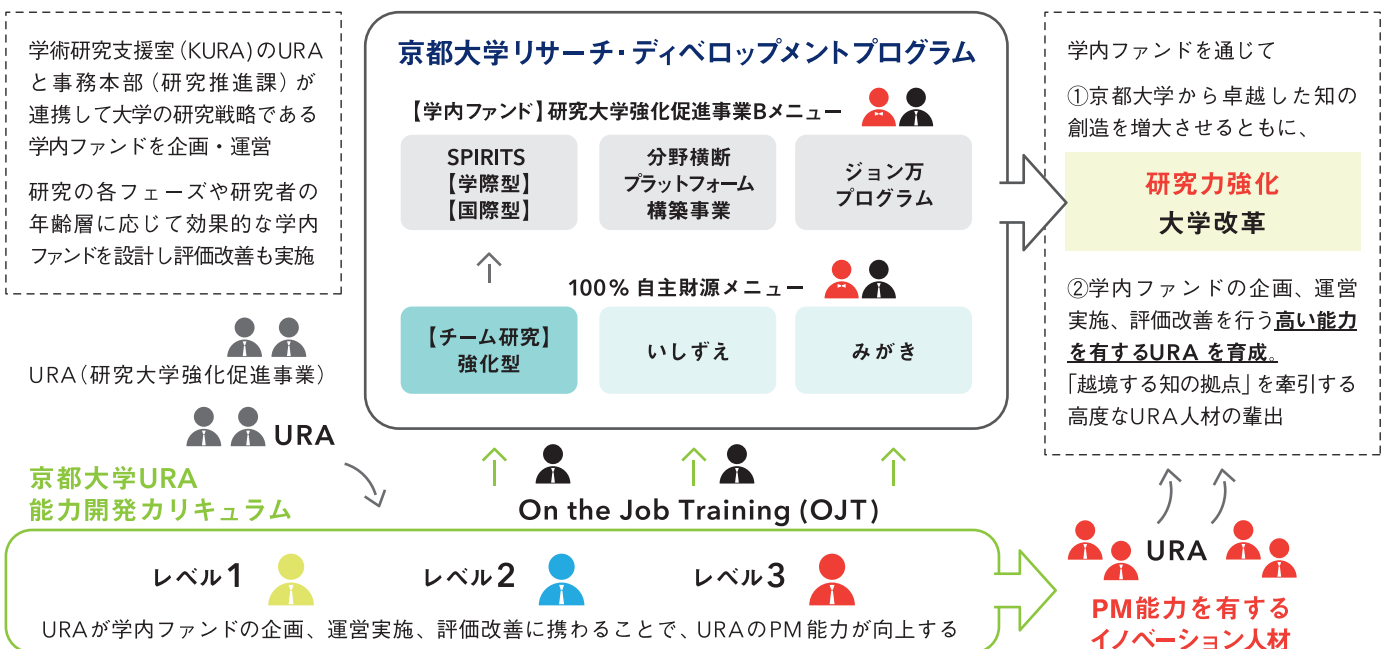 学術研究支援室(KURA)のURA
と事務本部(研究推進課)が
連携して大学の研究戦略である
学内ファンドを企画・運営
研究の各フェーズや研究者の
年齢層に応じて効果的な学内
ファンドを設計し評価改善も実施
京都大学リサーチ・ディベロップメントプログラム
【学内ファンド】研究大学強化促進事業Bメニュー
SPIRITS
【学際型】
【国際型】
分野横断
プラットフォーム
構築事業
ジョン万
プログラム
100%自主財源メニュー
【チーム研究】
強化型
いしずえ
みがき
学内ファンドを通じて
①京都大学から卓越した知の
創造を増大させるともに、
研究力強化
大学改革
②学内ファンドの企画、運営
実施、評価改善を行う高い能力
を有するURA を育成。
「越境する知の拠点」を牽引する
高度なURA人材の輩出
URA(研究大学強化促進事業)
URA
京都大学URA
能力開発カリキュラム
On the Job Training (OJT)
レベル1
レベル2
レベル3
URAが学内ファンドの企画、運営実施、評価改善に携わることで、URAのPM能力が向上する
URA
PM能力を有する
イノベーション人材